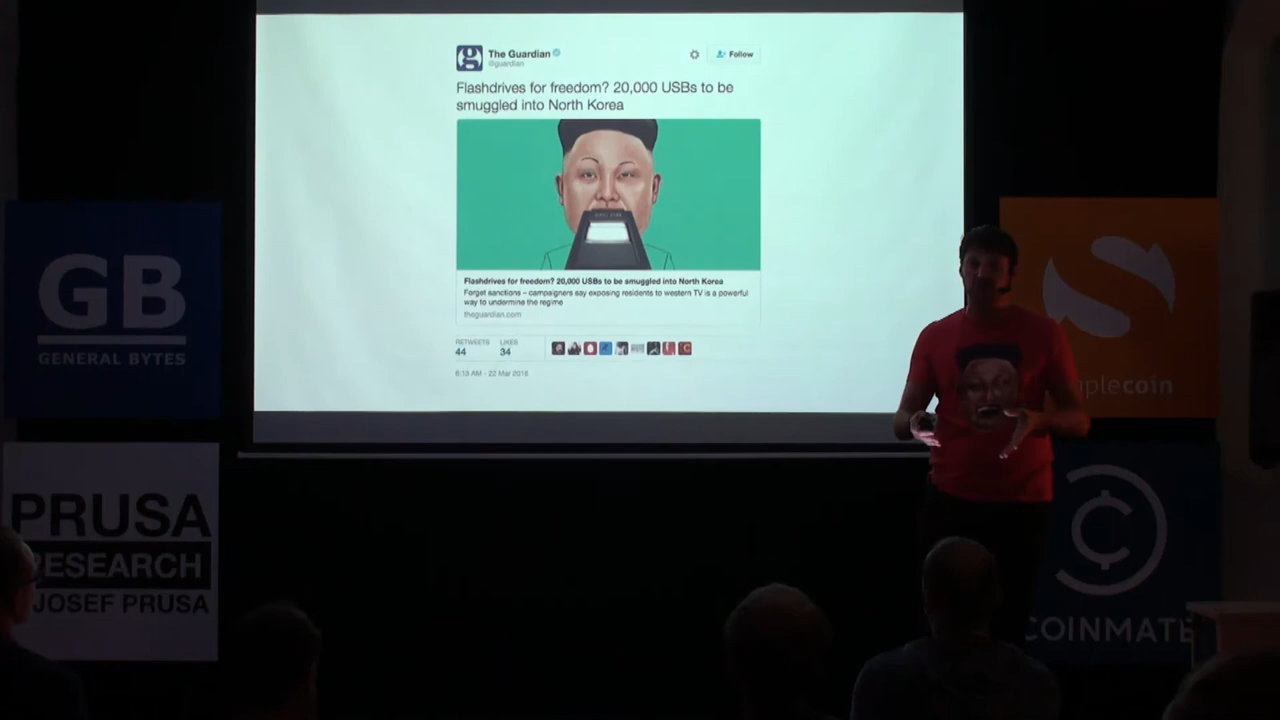 The Guardian
@guardian
Follow
Flashdrives for freedom? 20,000 USBs to be
smuggled into North Korea
Flashdrives for freedom? 20,000 USBs to be smuggled into North Korea
Forget sanctions – campaigners say exposing residents to western TV is a powerful
way to undermine the regime
theguardian.com
RETWEETS
44
LIKES
34
6:13 AM - 22 Mar 2016
GB
GENERAL BYTES
PRUSA
RESEARCH
JOSEF PRUSA
plecoin
COINMATE